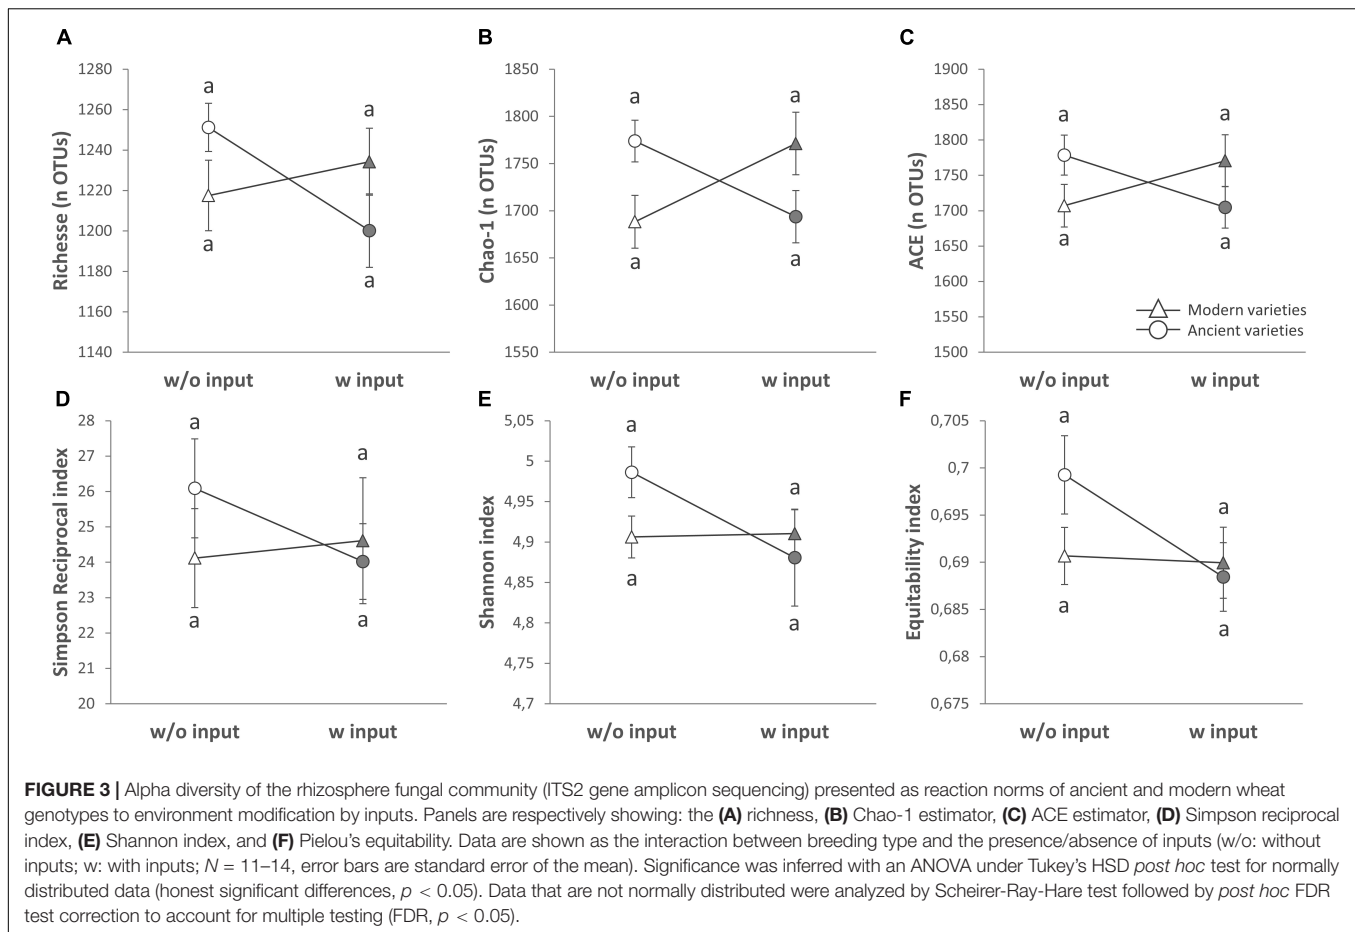 A
Richesse (n OTUs)
1280
1260
1240
1220
1200
1180
1160
1140
a
a
a
a
w/o input
w input
B
Chao-1 (n OTUs)
1850
1800
1750
1700
1650
1600
1550
a
a
a
a
w/o input
w input
C
ACE (n OTUs)
1900
1850
1800
1750
1700
1650
1600
1550
1500
a
a
a
a
Modern varieties
Ancient varieties
w/o input
w input
D
Simpson Reciprocal index
28
27
26
25
24
23
22
21
20
a
a
a
a
w/o input
w input
E
Shannon index
5,05
5
4,95
4,9
4,85
4,8
4,75
4,7
a
a
a
a
w/o input
w input
F
Equitability index
0,705
0,7
0,695
0,69
0,685
0,68
0,675
a
a
a
a
w/o input
w input
FIGURE 3 | Alpha diversity of the rhizosphere fungal community (ITS2 gene amplicon sequencing) presented as reaction norms of ancient and modern wheat
genotypes to environment modification by inputs. Panels are respectively showing: the (A) richness, (B) Chao-1 estimator, (C) ACE estimator, (D) Simpson reciprocal
index, (E) Shannon index, and (F) Pielou's equitability. Data are shown as the interaction between breeding type and the presence/absence of inputs (w/o: without
inputs; w: with inputs; N = 11–14, error bars are standard error of the mean). Significance was inferred with an ANOVA under Tukey's HSD post hoc test for normally
distributed data (honest significant differences, p < 0.05). Data that are not normally distributed were analyzed by Scheirer-Ray-Hare test followed by post hoc FDR
test correction to account for multiple testing (FDR, p < 0.05).